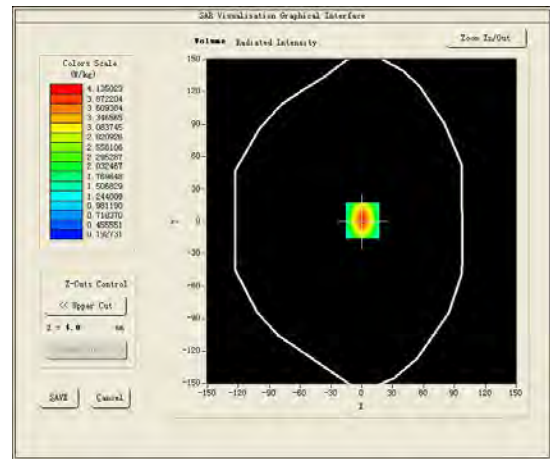 SAR Visualisation Graphical Interface
Volume Radiated Intensity
Zoom In/Out
Colors Scale
(W/kg)
4.135023
3.872204
3.609384
3.346565
3.083745
2.820926
2.558106
2.295287
2.032467
1.769648
1.506829
1.244009
0.981190
0.718370
0.455551
0.192731
150
120
90
60
30
0
-30
-60
-90
-120
-150
-150 -120 -90 -60 -30 0 30 60 90 120 150
X
Z-Cuts Control
<< Upper Cut
Z = 4.0 mm
SAVE
Cancel